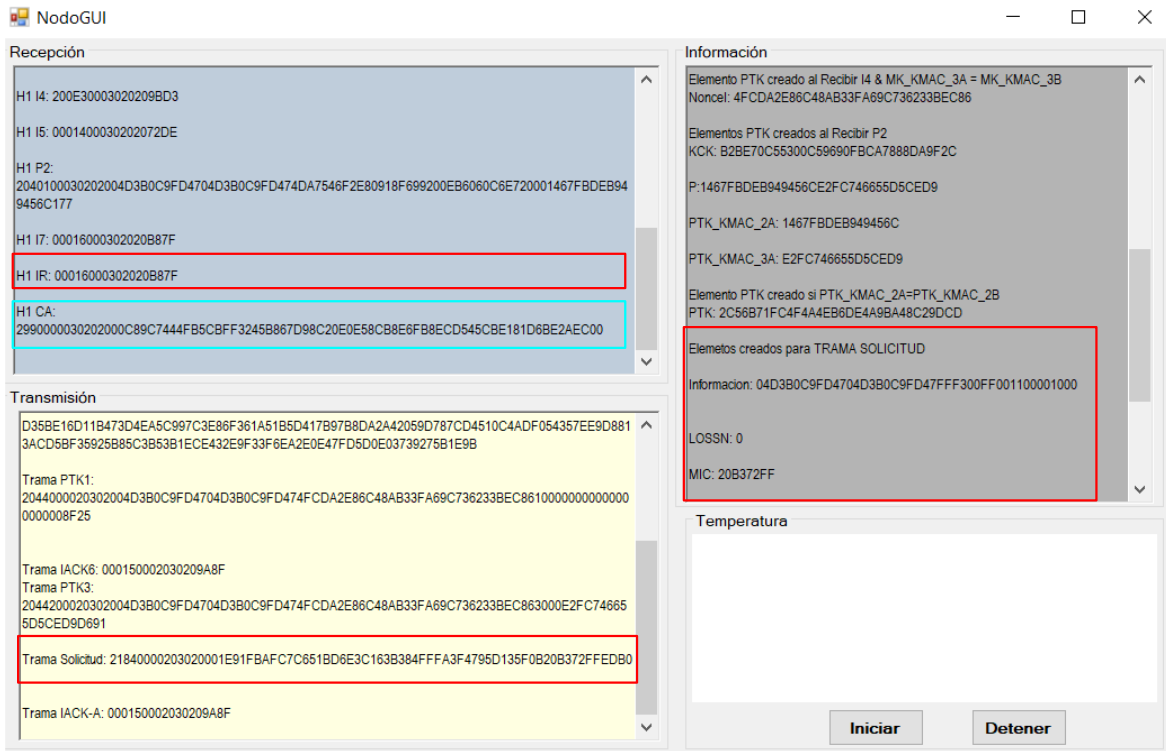 NodoGUI
Recepción
H1 I4: 200E30003020209BD3
H1 I5: 0001400030202072DE
H1 P2:
2040100030202004D3B0C9FD4704D3B0C9FD474DA7546F2E80918F699200EB6060C6E720001467FBDEB94
9456C177
H1 I7: 00016000302020B87F
H1 IR: 00016000302020B87F
H1 CA:
2990000030202000C89C7444FB5CBFF3245B867D98C20E0E58CB8E6FB8ECD545CBE181D6BE2AEC00
Transmisión
D35BE16D11B473D4EA5C997C3E86F361A51B5D417B97B8DA2A42059D787CD4510C4ADF054357EE9D881
3ACD5BF35925B85C3B53B1ECE432E9F33F6EA2E0E47FD5D0E03739275B1E9B
Trama PTK1:
2044000020302004D3B0C9FD4704D3B0C9FD474FCDA2E86C48AB33FA69C736233BEC8610000000000000
0000008F25
Trama IACK6: 000150002030209A8F
Trama PTK3:
2044200020302004D3B0C9FD4704D3B0C9FD474FCDA2E86C48AB33FA69C736233BEC863000E2FC74665
5D5CED9D691
Trama Solicitud: 21840000203020001E91FBAFC7C651BD6E3C163B384FFFA3F4795D135F0B20B372FFEDB0
Trama IACK-A: 000150002030209A8F
Información
Elemento PTK creado al Recibir I4 & MK_KMAC_3A = MK_KMAC_3B
NonceI: 4FCDA2E86C48AB33FA69C736233BEC86
Elementos PTK creados al Recibir P2
KCK: B2BE70C55300C59690FBCA7888DA9F2C
P:1467FBDEB949456CE2FC746655D5CED9
PTK_KMAC_2A: 1467FBDEB949456C
PTK_KMAC_3A: E2FC746655D5CED9
Elemento PTK creado si PTK_KMAC_2A=PTK_KMAC_2B
PTK: 2C56B71FC4F4A4EB6DE4A9BA48C29DCD
Elemetos creados para TRAMA SOLICITUD
Informacion: 04D3B0C9FD4704D3B0C9FD47FFF300FF001100001000
LOSSN: 0
MIC: 20B372FF
Temperatura
Iniciar
Detener